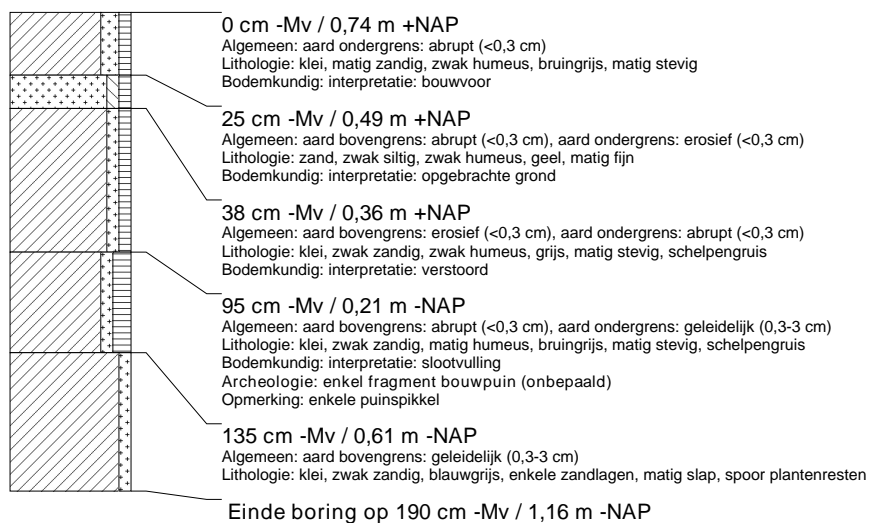 0 cm -Mv / 0,74 m +NAP
Algemeen: aard ondergrens: abrupt (<0,3 cm)
Lithologie: klei, matig zandig, zwak humeus, bruingrijs, matig stevig
Bodemkundig: interpretatie: bouwvoor
25 cm -Mv / 0,49 m +NAP
Algemeen: aard bovengrens: abrupt (<0,3 cm), aard ondergrens: erosief (<0,3 cm)
Lithologie: zand, zwak siltig, zwak humeus, geel, matig fijn
Bodemkundig: interpretatie: opgebrachte grond
38 cm -Mv / 0,36 m +NAP
Algemeen: aard bovengrens: erosief (<0,3 cm), aard ondergrens: abrupt (<0,3 cm)
Lithologie: klei, zwak zandig, zwak humeus, grijs, matig stevig, schelpengruis
Bodemkundig: interpretatie: verstoord
95 cm -Mv / 0,21 m -NAP
Algemeen: aard bovengrens: abrupt (<0,3 cm), aard ondergrens: geleidelijk (0,3-3 cm)
Lithologie: klei, zwak zandig, matig humeus, bruingrijs, matig stevig, schelpengruis
Bodemkundig: interpretatie: slootvulling
Archeologie: enkel fragment bouwpuin (onbepaald)
Opmerking: enkele puinspikkel
135 cm -Mv / 0,61 m -NAP
Algemeen: aard bovengrens: geleidelijk (0,3-3 cm)
Lithologie: klei, zwak zandig, blauwgrijs, enkele zandlagen, matig slap, spoor plantenresten
Einde boring op 190 cm -Mv / 1,16 m -NAP